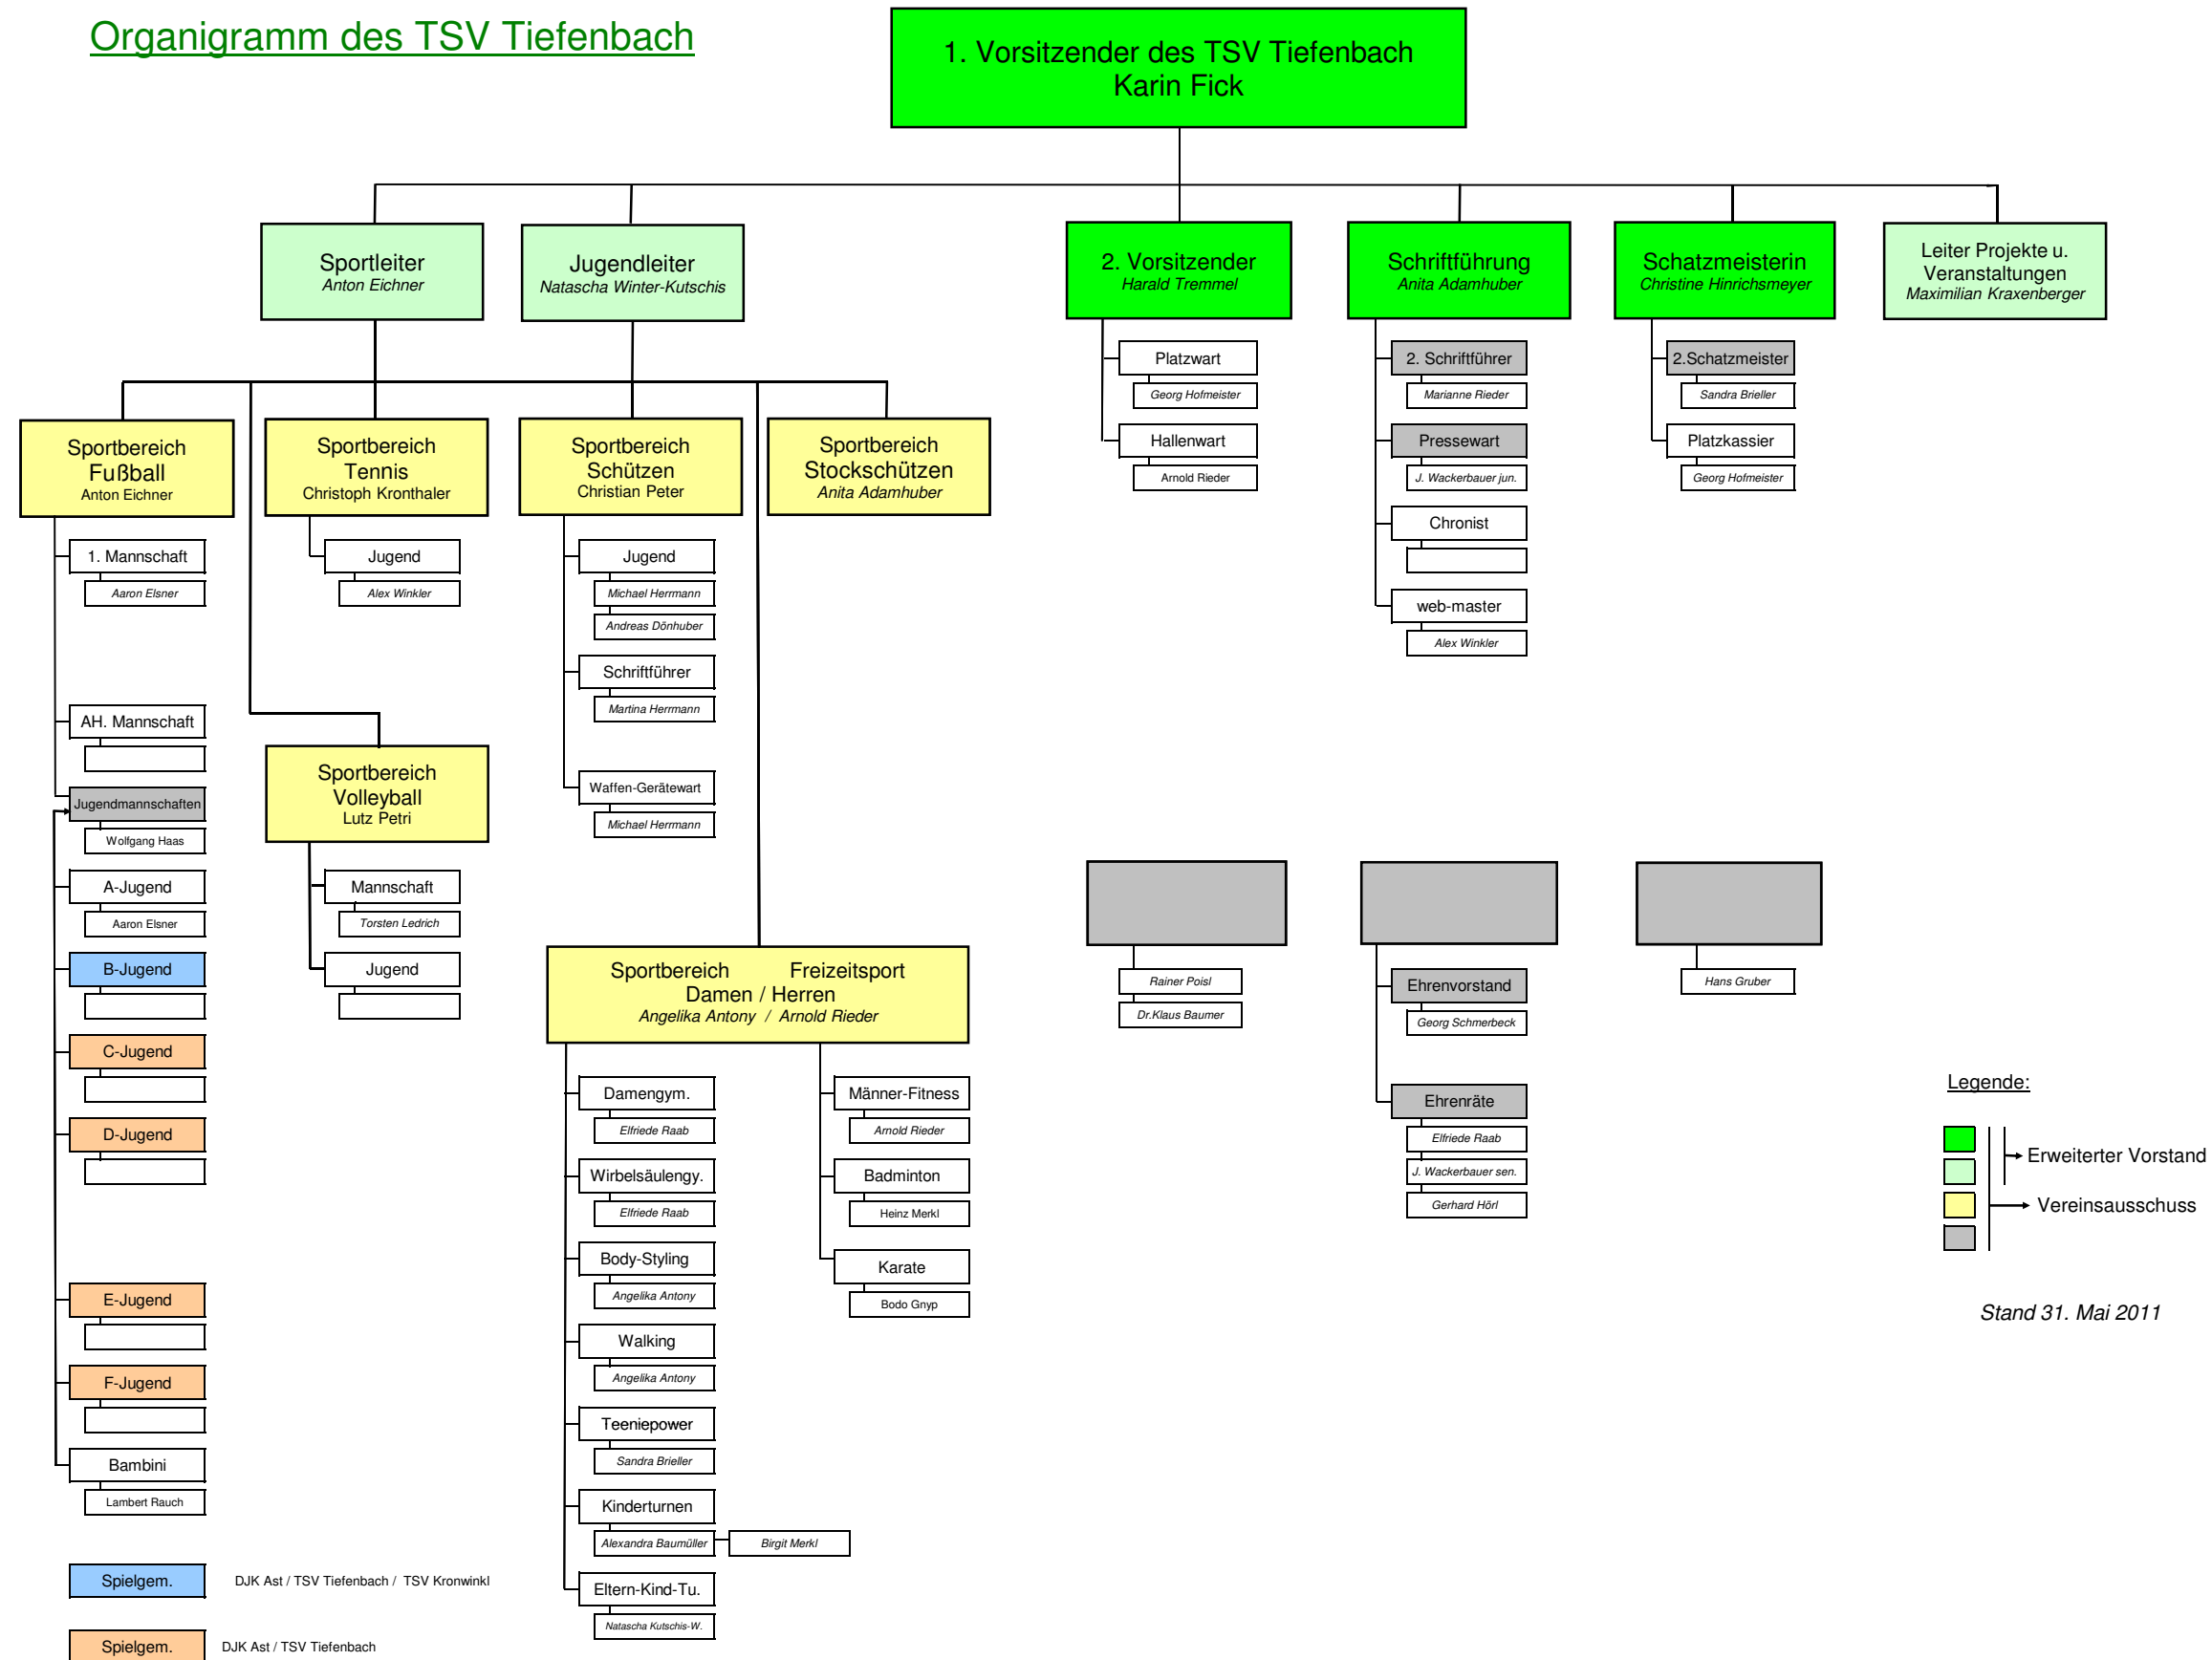 Organigramm des TSV Tiefenbach
1. Vorsitzender des TSV Tiefenbach
Karin Fick
Sportleiter
Anton Eichner
Jugendleiter
Natascha Winter-Kutschis
2. Vorsitzender
Harald Tremmel
Schriftführung
Anita Adamhuber
Schatzmeisterin
Christine Hinrichsmeyer
Leiter Projekte u.
Veranstaltungen
Maximilian Kraxenberger
Platzwart
Georg Hofmeister
Hallenwart
Arnold Rieder
2. Schriftführer
Marianne Rieder
Pressewart
J. Wackerbauer jun.
Chronist
web-master
Alex Winkler
2.Schatzmeister
Sandra Brieller
Platzkassier
Georg Hofmeister
Sportbereich
Fußball
Anton Eichner
1. Mannschaft
Aaron Elsner
AH. Mannschaft
Jugendmannschaften
Wolfgang Haas
A-Jugend
Aaron Elsner
B-Jugend
C-Jugend
D-Jugend
E-Jugend
F-Jugend
Bambini
Lambert Rauch
Sportbereich
Tennis
Christoph Kronthaler
Jugend
Alex Winkler
Sportbereich
Volleyball
Lutz Petri
Mannschaft
Torsten Ledrich
Jugend
Sportbereich
Schützen
Christian Peter
Jugend
Michael Herrmann
Andreas Dönhuber
Schriftführer
Martina Herrmann
Waffen-Gerätewart
Michael Herrmann
Sportbereich
Stockschützen
Anita Adamhuber
Sportbereich Freizeitsport
Damen / Herren
Angelika Antony / Arnold Rieder
Damengym.
Elfriede Raab
Wirbelsäulengy.
Elfriede Raab
Body-Styling
Angelika Antony
Walking
Angelika Antony
Teeniepower
Sandra Brieller
Kinderturnen
Alexandra Baumüller
Birgit Merkl
Eltern-Kind-Tu.
Natascha Kutschis-W.
Männer-Fitness
Arnold Rieder
Badminton
Heinz Merkl
Karate
Bodo Gnyp
Rainer Poisl
Dr.Klaus Baumer
Ehrenvorstand
Georg Schmerbeck
Ehrenräte
Elfriede Raab
J. Wackerbauer sen.
Gerhard Hörl
Hans Gruber
Legende:
Erweiterter Vorstand
Vereinsausschuss
Stand 31. Mai 2011
Spielgem.
DJK Ast / TSV Tiefenbach / TSV Kronwinkl
Spielgem.
DJK Ast / TSV Tiefenbach